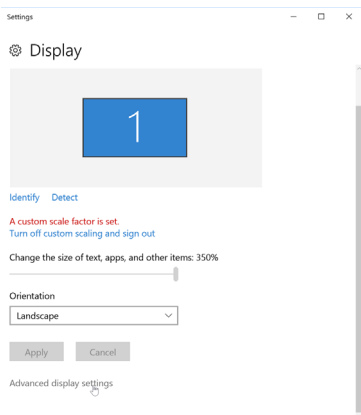 Settings
Display
1
Identify Detect
A custom scale factor is set.
Turn off custom scaling and sign out
Change the size of text, apps, and other items: 350%
Orientation
Landscape
Apply Cancel
Advanced display settings